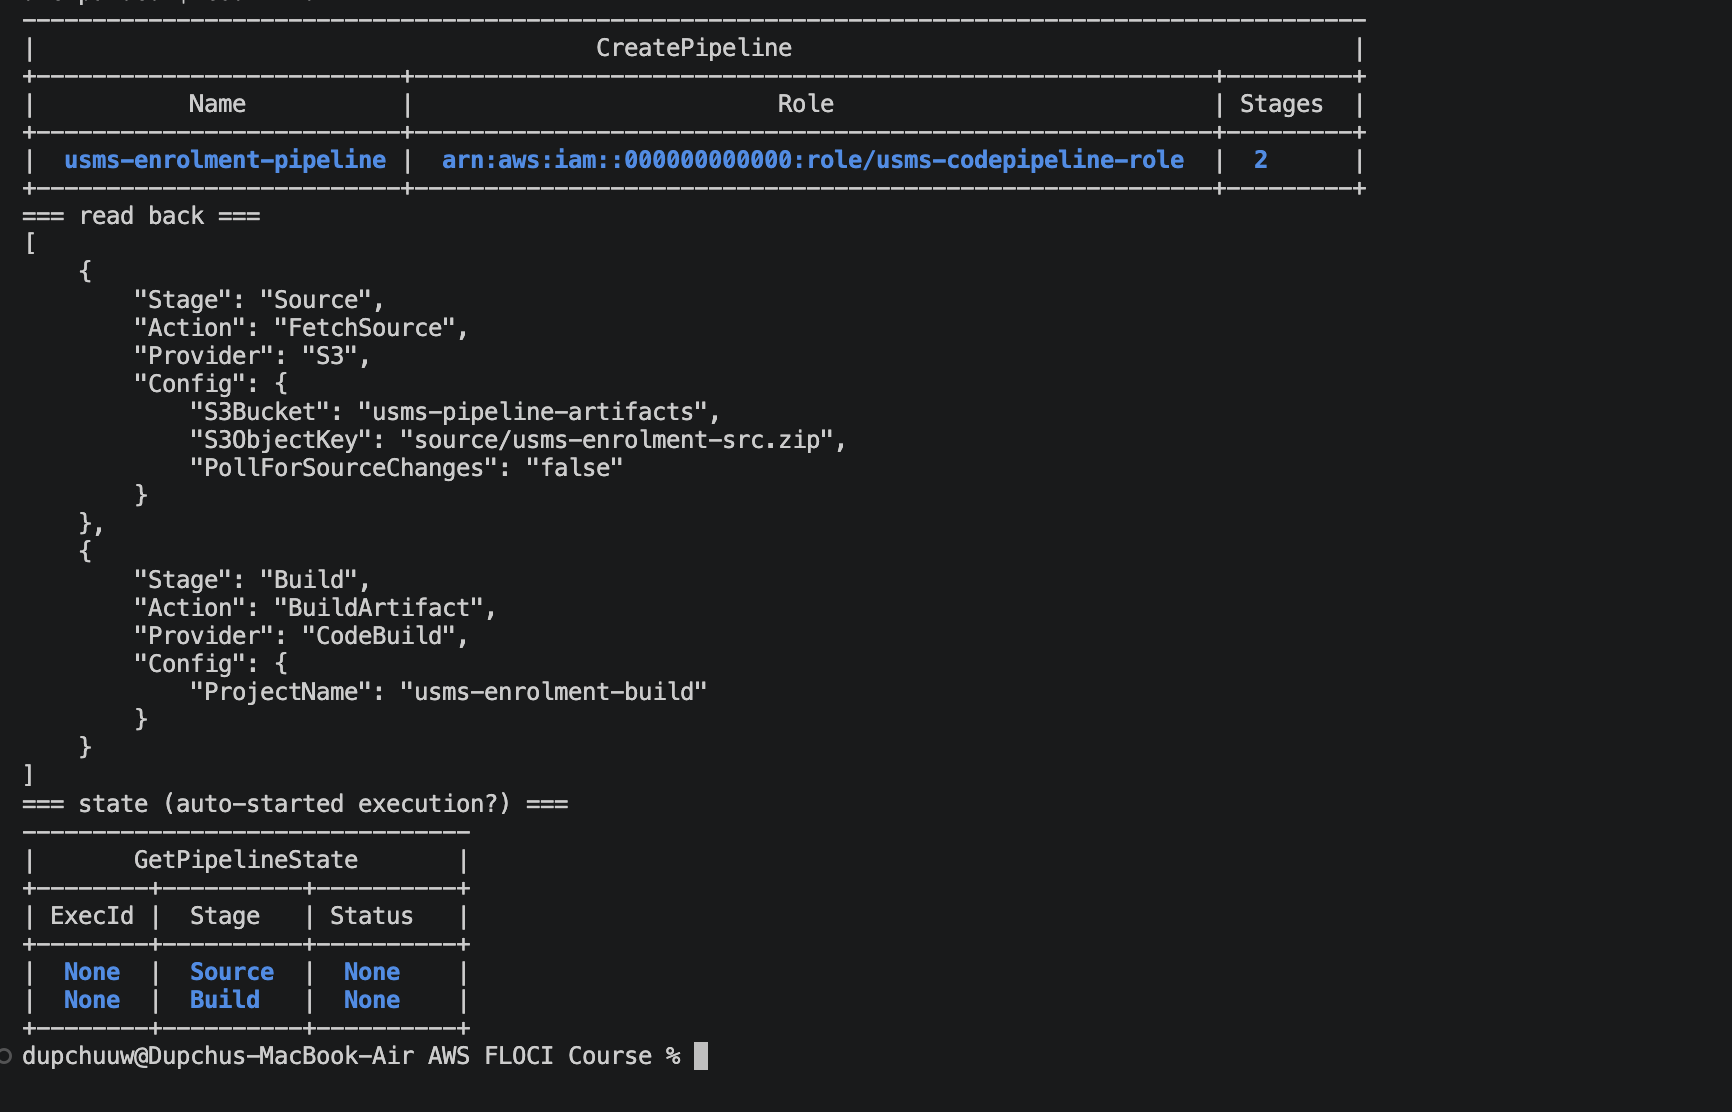 --------------------------------------------------------------------------------
|                                        CreatePipeline                                        |
+--------------------------+---------------------------------------------------------+---------+
|           Name           |                          Role                           | Stages  |
+--------------------------+---------------------------------------------------------+---------+
|  usms-enrolment-pipeline |  arn:aws:iam::000000000000:role/usms-codepipeline-role  |  2      |
+--------------------------+---------------------------------------------------------+---------+
=== read back ===
[
    {
        "Stage": "Source",
        "Action": "FetchSource",
        "Provider": "S3",
        "Config": {
            "S3Bucket": "usms-pipeline-artifacts",
            "S3ObjectKey": "source/usms-enrolment-src.zip",
            "PollForSourceChanges": "false"
        }
    },
    {
        "Stage": "Build",
        "Action": "BuildArtifact",
        "Provider": "CodeBuild",
        "Config": {
            "ProjectName": "usms-enrolment-build"
        }
    }
]
=== state (auto-started execution?) ===
--------------------------------
|       GetPipelineState       |
+--------+----------+----------+
| ExecId |  Stage   | Status   |
+--------+----------+----------+
|  None  |  Source  |  None    |
|  None  |  Build   |  None    |
+--------+----------+----------+
dupchuuw@Dupchus-MacBook-Air AWS FLOCI Course %